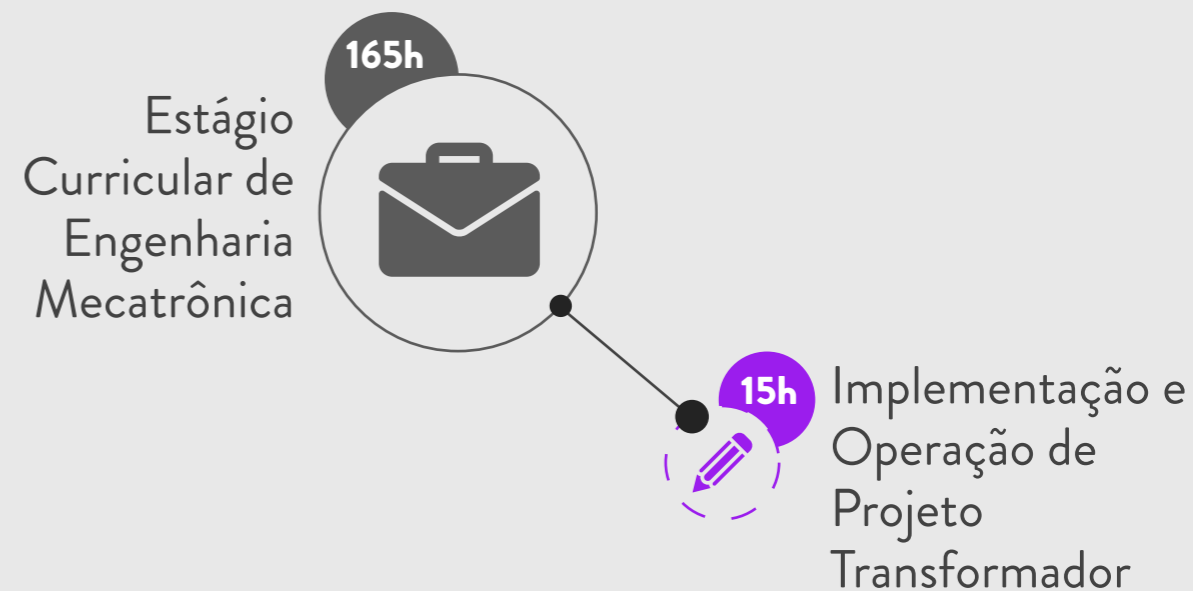 165h
Estágio
Curricular de
Engenharia
Mecatrônica
15h
Implementação e
Operação de
Projeto
Transformador